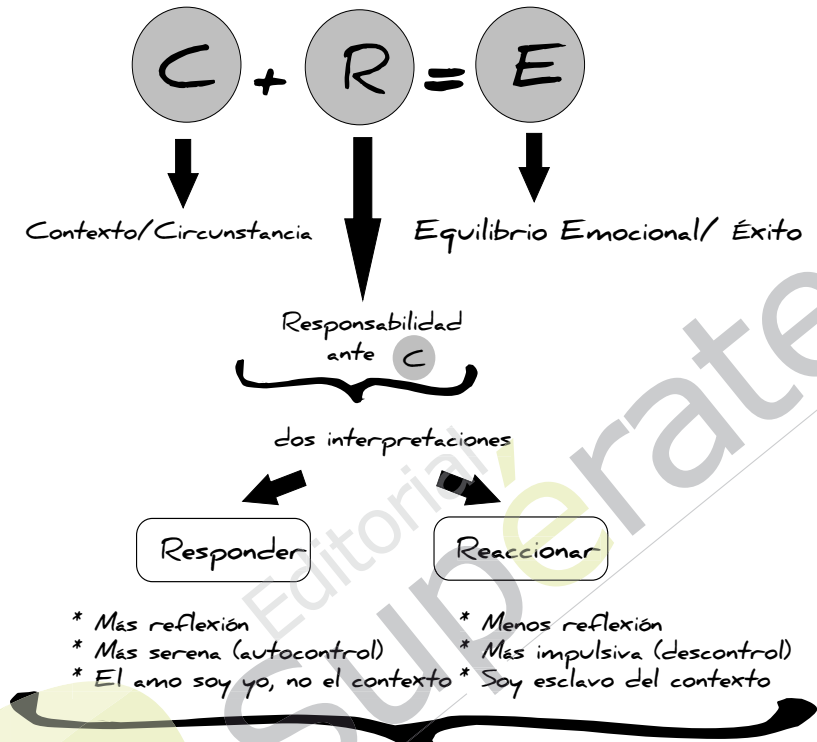 C + R = E
Contexto/Circunstancia
Equilibrio Emocional/ Éxito
Responsabilidad
ante C
dos interpretaciones
Responder
Reaccionar
* Más reflexión
* Más serena (autocontrol)
* El amo soy yo, no el contexto
* Menos reflexión
* Más impulsiva (descontrol)
* Soy esclavo del contexto
Editorial
Supérate